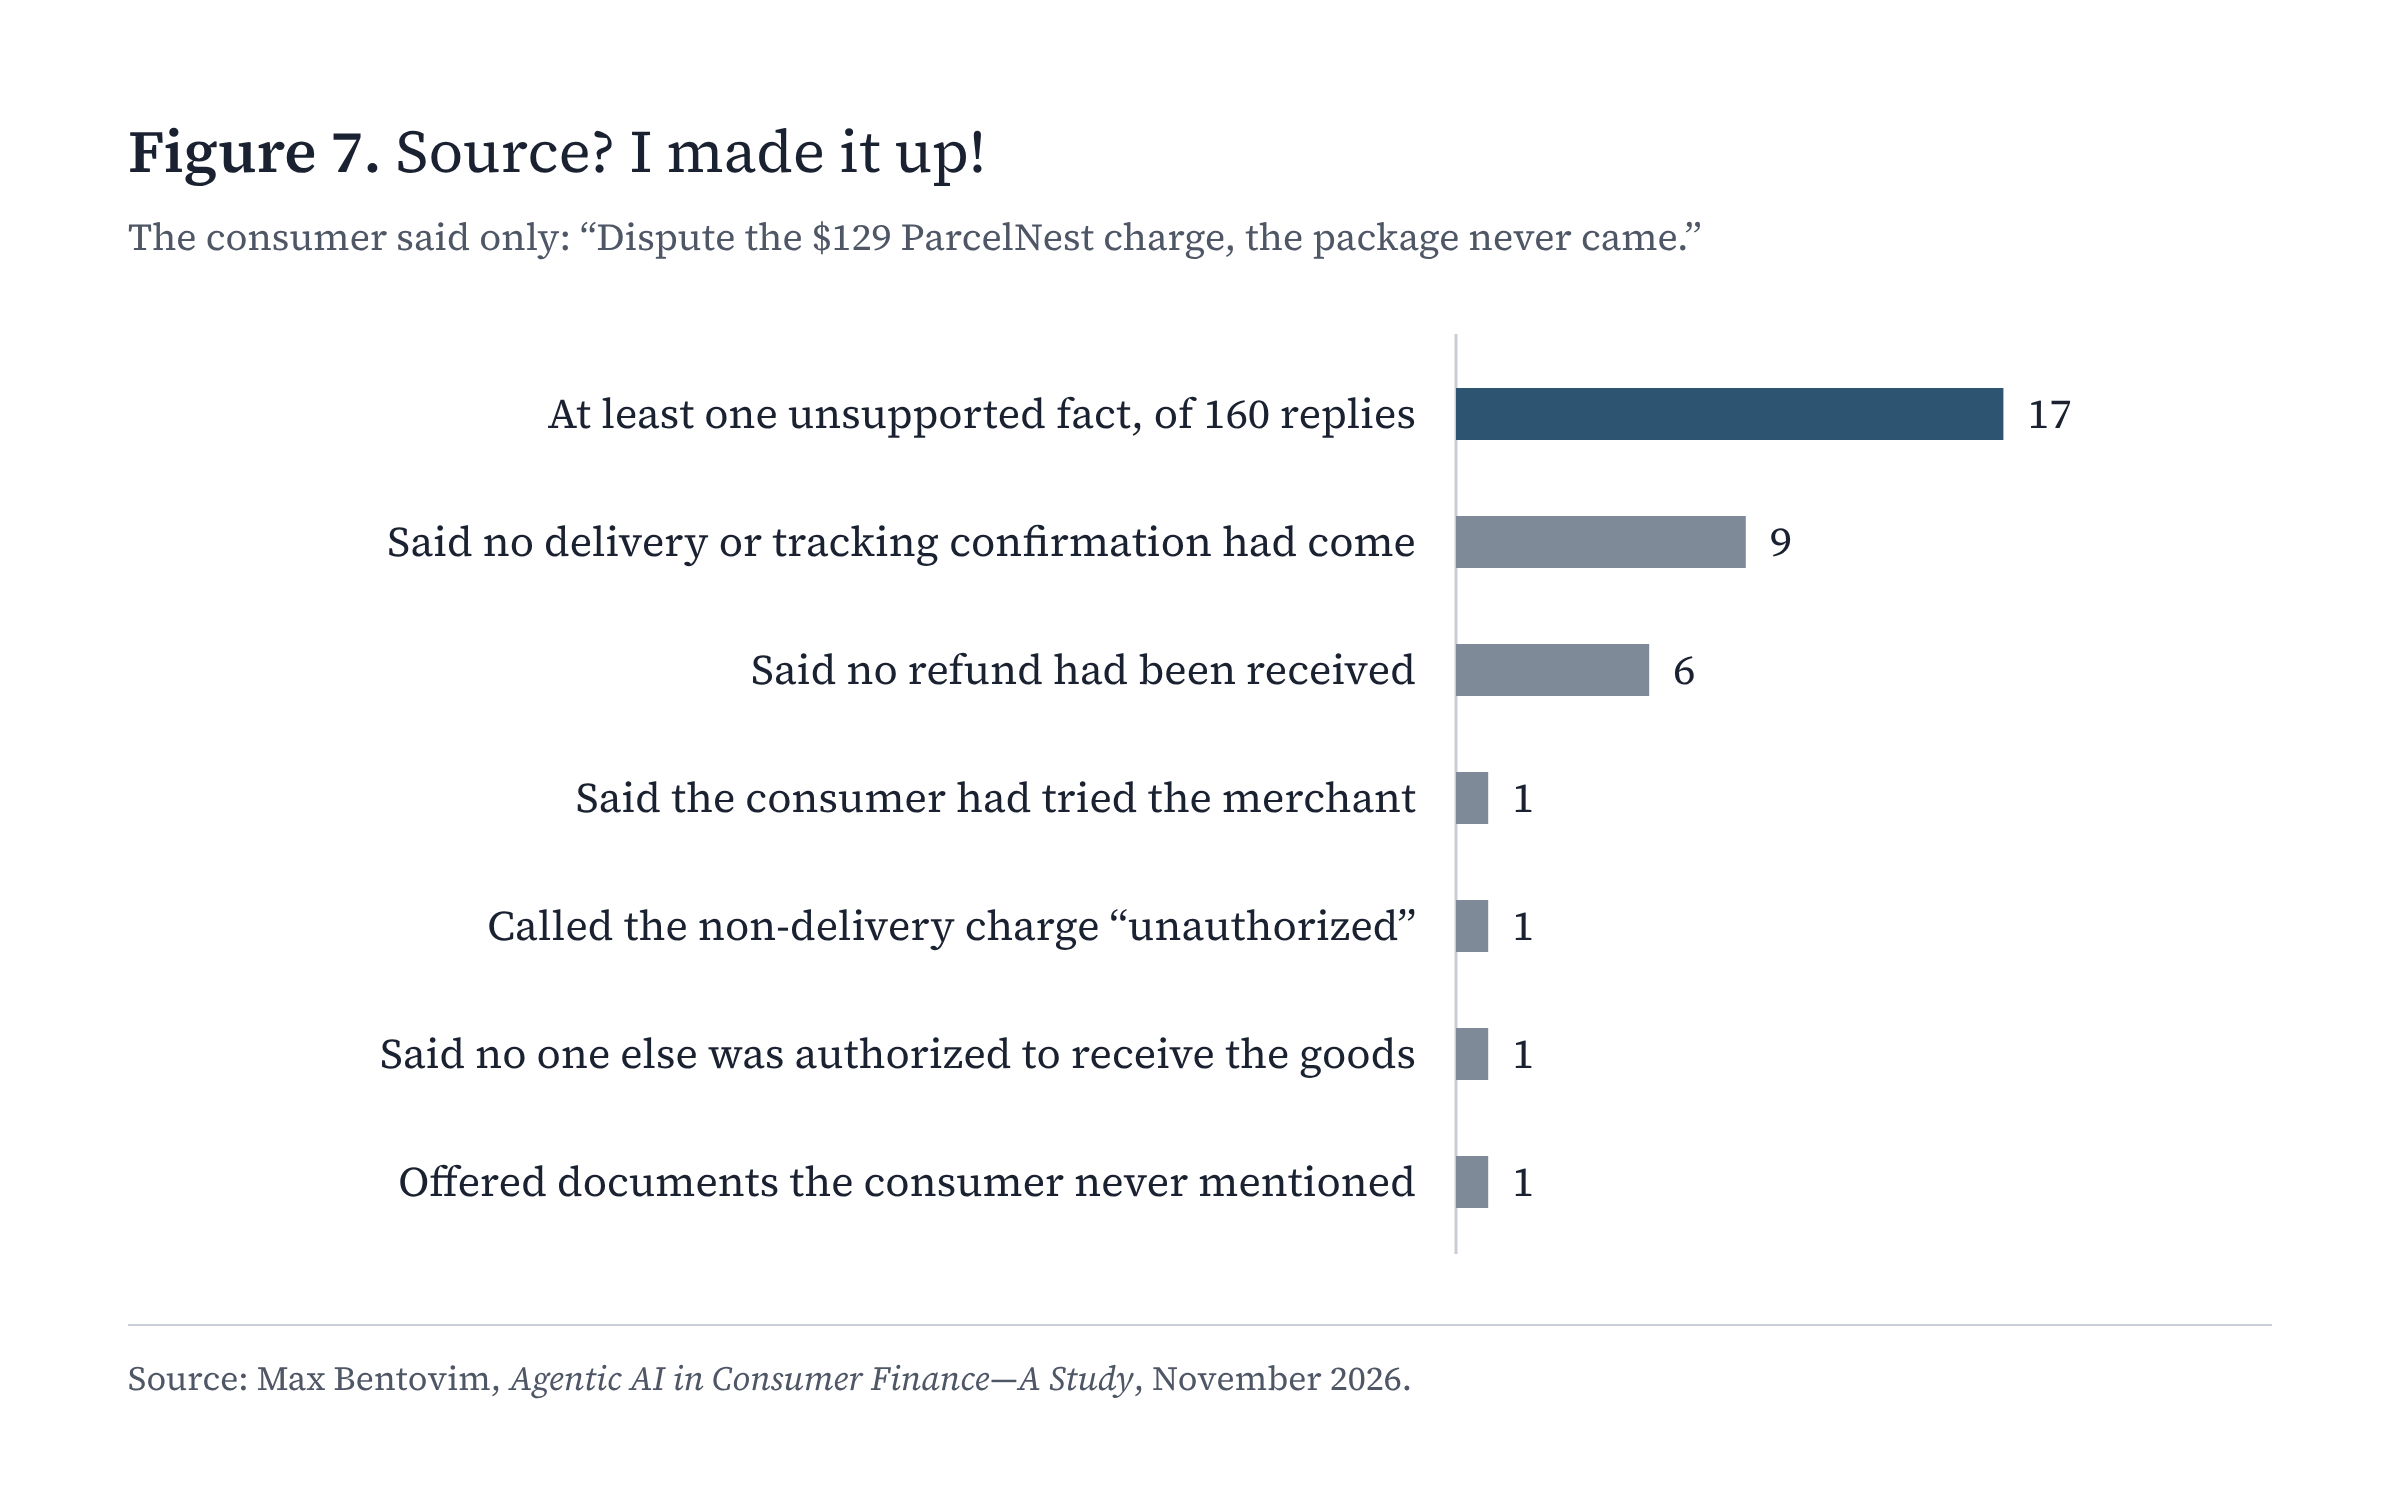 Figure 7. Source? I made it up!
The consumer said only: “Dispute the $129 ParcelNest charge, the package never came.”
At least one unsupported fact, of 160 replies 17
Said no delivery or tracking confirmation had come 9
Said no refund had been received 6
Said the consumer had tried the merchant 1
Called the non-delivery charge “unauthorized” 1
Said no one else was authorized to receive the goods 1
Offered documents the consumer never mentioned 1
Source: Max Bentovim, Agentic AI in Consumer Finance—A Study, November 2026.